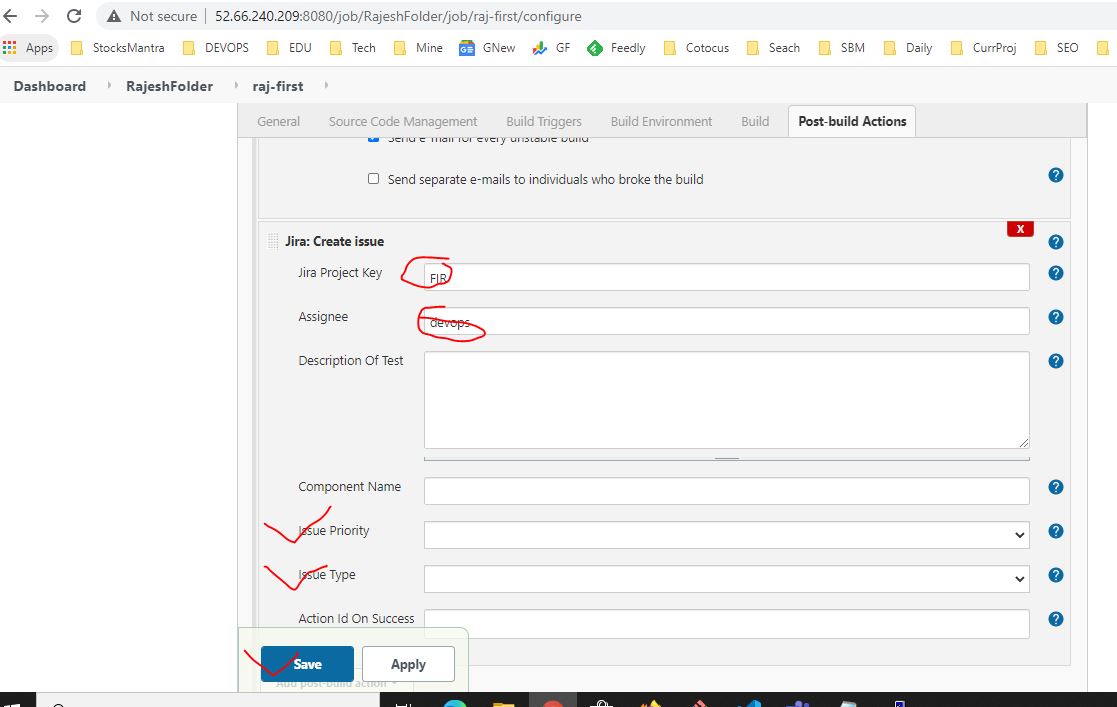 Not secure 52.66.240.209:8080/job/RajeshFolder/job/raj-first/configure
Apps StocksMantra DEVOPS EDU Tech Mine GNew GF Feedly Cotocus Seach SBM Daily CurrProj SEO
Dashboard RajeshFolder raj-first
General Source Code Management Build Triggers Build Environment Build Post-build Actions
Send e-mail for every unstable build
Send separate e-mails to individuals who broke the build
Jira: Create issue X
Jira Project Key FIR
Assignee devops
Description Of Test
Component Name
Issue Priority
Issue Type
Action Id On Success
Save Apply
Add post-build action